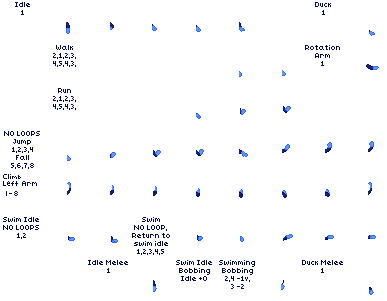 Idle
1
Duck
1
Walk
2,1,2,3,
4,5,4,3,
Rotation
Arm
1
Run
2,1,2,3,
4,5,4,3,
NO LOOPS
Jump
1,2,3,4
Fall
5,6,7,8
Climb
Left Arm
1-8
Swim Idle
NO LOOPS
1,2
Swim
NO LOOP,
Return to
swim idle
1,2,3,4,5
Swim Idle
Bobbing
Idle +0
Swimming
Bobbing
2,4 -1v,
3 -2
Idle Melee
1
Duck Melee
1